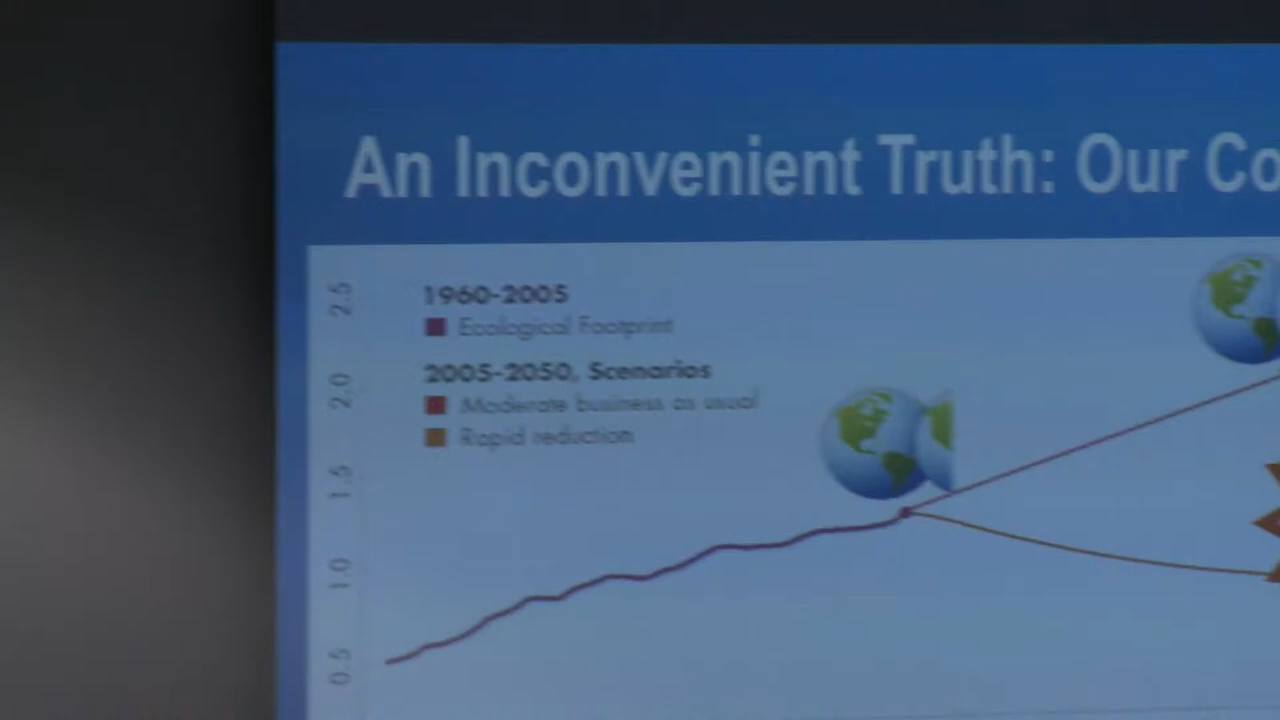 An Inconvenient Truth: Our Co
2.5
1960-2005
Ecological Footprint
2005-2050, Scenarios
2.0
Moderate business as usual
Rapid reduction
1.5
1.0
0.5